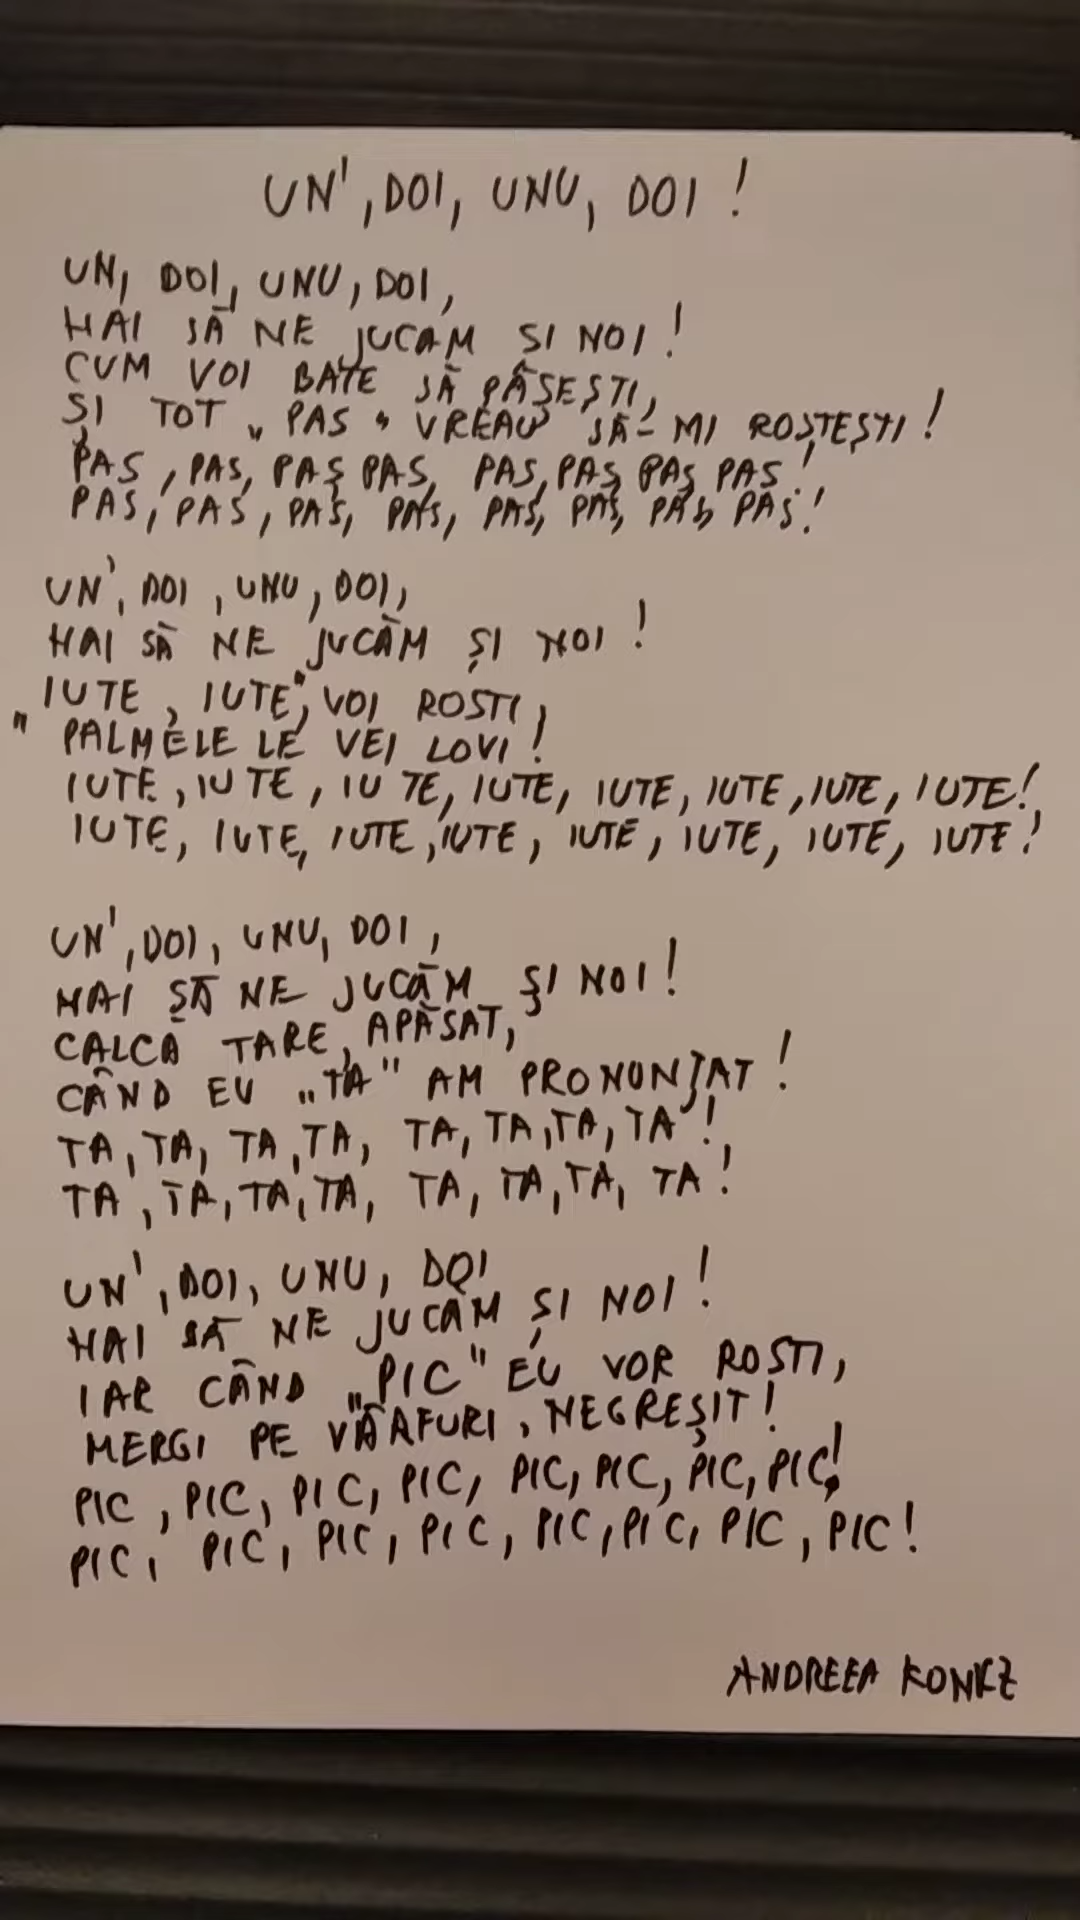 UN', DOI, UNU, DOI !
UN, DOI, UNU, DOI,
HAI SĂ NE JUCĂM SI NOI !
CUM VOI BATE SĂ PĂȘEȘTI,
ȘI TOT „PAS" VREAU SĂ-MI ROSTEȘTI !
PAS, PAS, PAS, PAS, PAS, PAS, PAS, PAS !
PAS, PAS, PAS, PAS, PAS, PAS, PAS, PAS !
UN', DOI, UNU, DOI,
HAI SĂ NE JUCĂM ȘI NOI !
"IUTE, IUTE", VOI ROSTI,
PALMELE LE VEI LOVI !
IUTE, IUTE, IUTE, IUTE, IUTE, IUTE, IUTE, IUTE !
IUTE, IUTE, IUTE, IUTE, IUTE, IUTE, IUTE, IUTE !
UN', DOI, UNU, DOI,
HAI SĂ NE JUCĂM ȘI NOI !
CALCĂ TARE, APĂSAT,
CÂND EU „TA" AM PRONUNȚAT !
TA, TA, TA, TA, TA, TA, TA, TA !
TA, TA, TA, TA, TA, TA, TA, TA !
UN', DOI, UNU, DOI
HAI SĂ NE JUCĂM ȘI NOI !
IAR CÂND „PIC" EU VOR ROSTI,
MERGI PE VÂRFURI, NEGREȘIT !
PIC, PIC, PIC, PIC, PIC, PIC, PIC, PIC !
PIC, PIC, PIC, PIC, PIC, PIC, PIC, PIC !
ANDREEA KONKZ